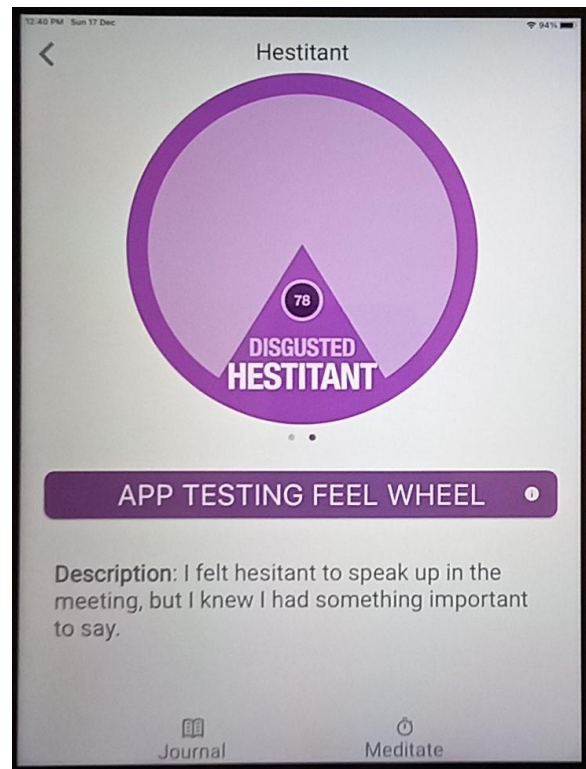 12:40 PM Sun 17 Dec
94%
Hestitant
78
DISGUSTED
HESTITANT
APP TESTING FEEL WHEEL
Description: I felt hesitant to speak up in the
meeting, but I knew I had something important
to say.
Journal
Meditate